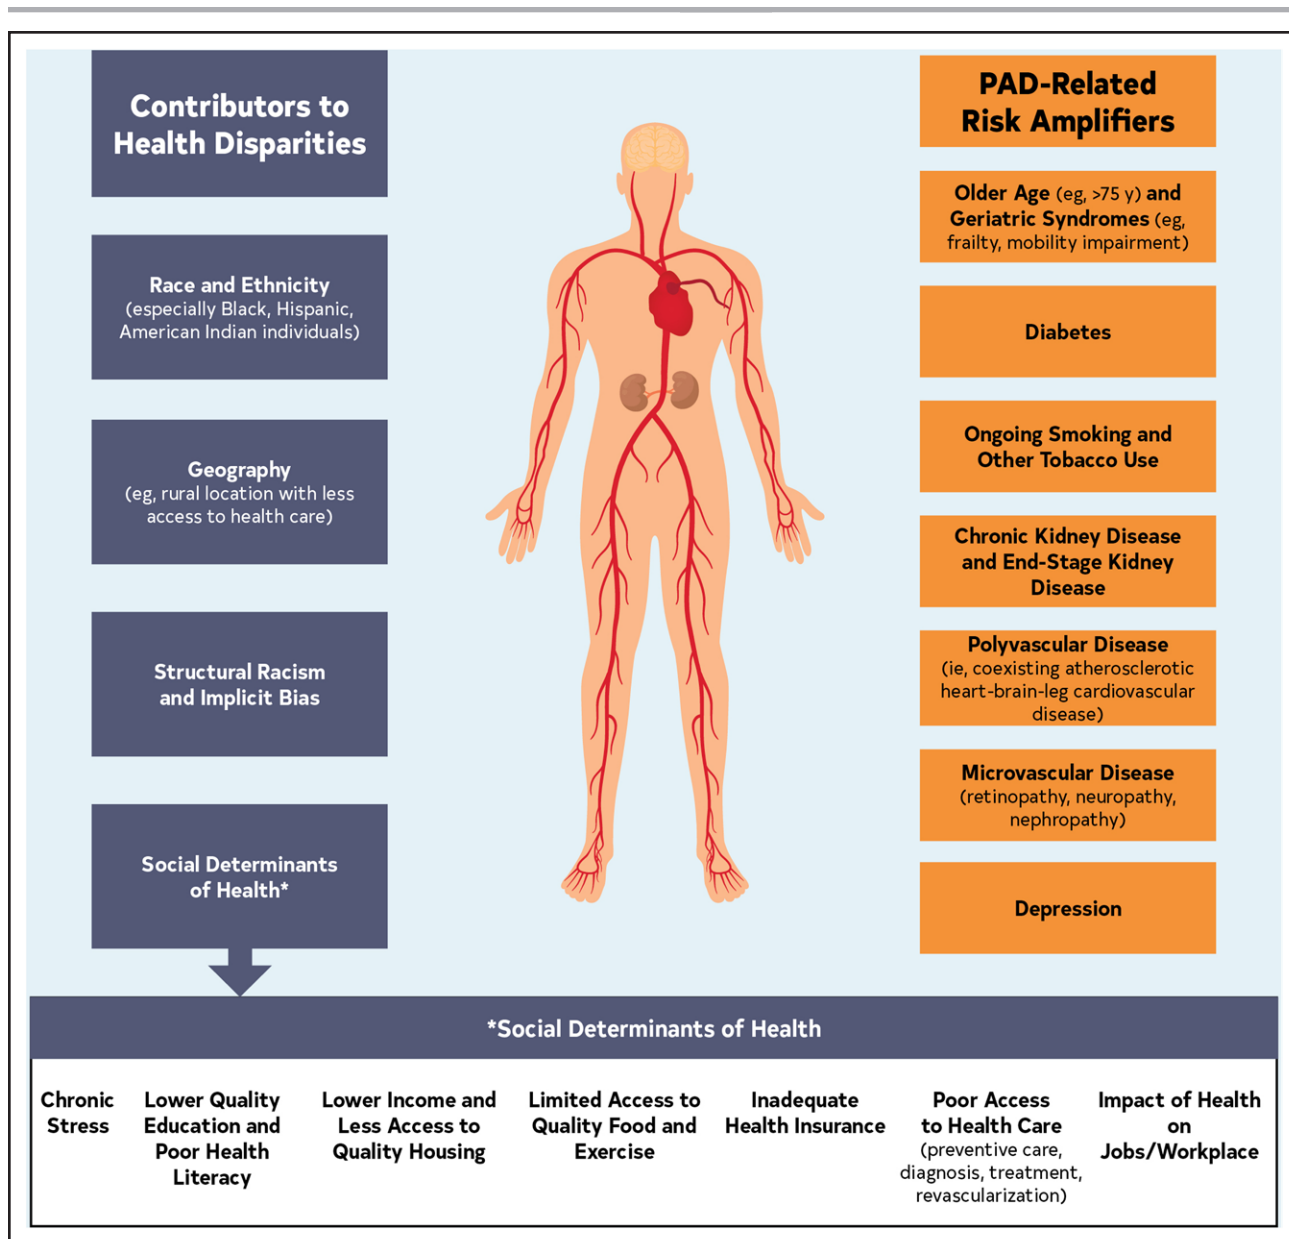 Contributors to
Health Disparities
Race and Ethnicity
(especially Black, Hispanic,
American Indian individuals)
Geography
(eg, rural location with less
access to health care)
Structural Racism
and Implicit Bias
Social Determinants
of Health*
PAD-Related
Risk Amplifiers
Older Age (eg, >75 y) and
Geriatric Syndromes (eg,
frailty, mobility impairment)
Diabetes
Ongoing Smoking and
Other Tobacco Use
Chronic Kidney Disease
and End-Stage Kidney
Disease
Polyvascular Disease
(ie, coexisting atherosclerotic
heart-brain-leg cardiovascular
disease)
Microvascular Disease
(retinopathy, neuropathy,
nephropathy)
Depression
*Social Determinants of Health
Chronic
Stress
Lower Quality
Education and
Poor Health
Literacy
Lower Income and
Less Access to
Quality Housing
Limited Access to
Quality Food and
Exercise
Inadequate
Health Insurance
Poor Access
to Health Care
(preventive care,
diagnosis, treatment,
revascularization)
Impact of Health
on
Jobs/Workplace